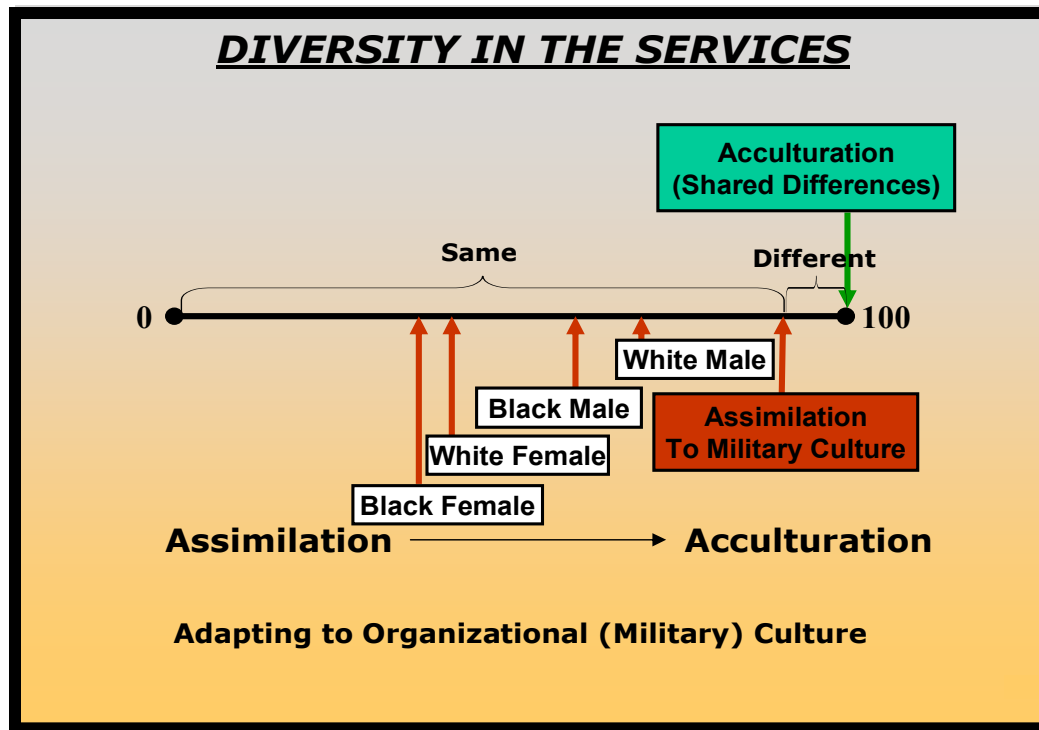 DIVERSITY IN THE SERVICES
Acculturation
(Shared Differences)
Same
Different
0
100
White Male
Black Male
Assimilation
To Military Culture
White Female
Black Female
Assimilation
Acculturation
Adapting to Organizational (Military) Culture